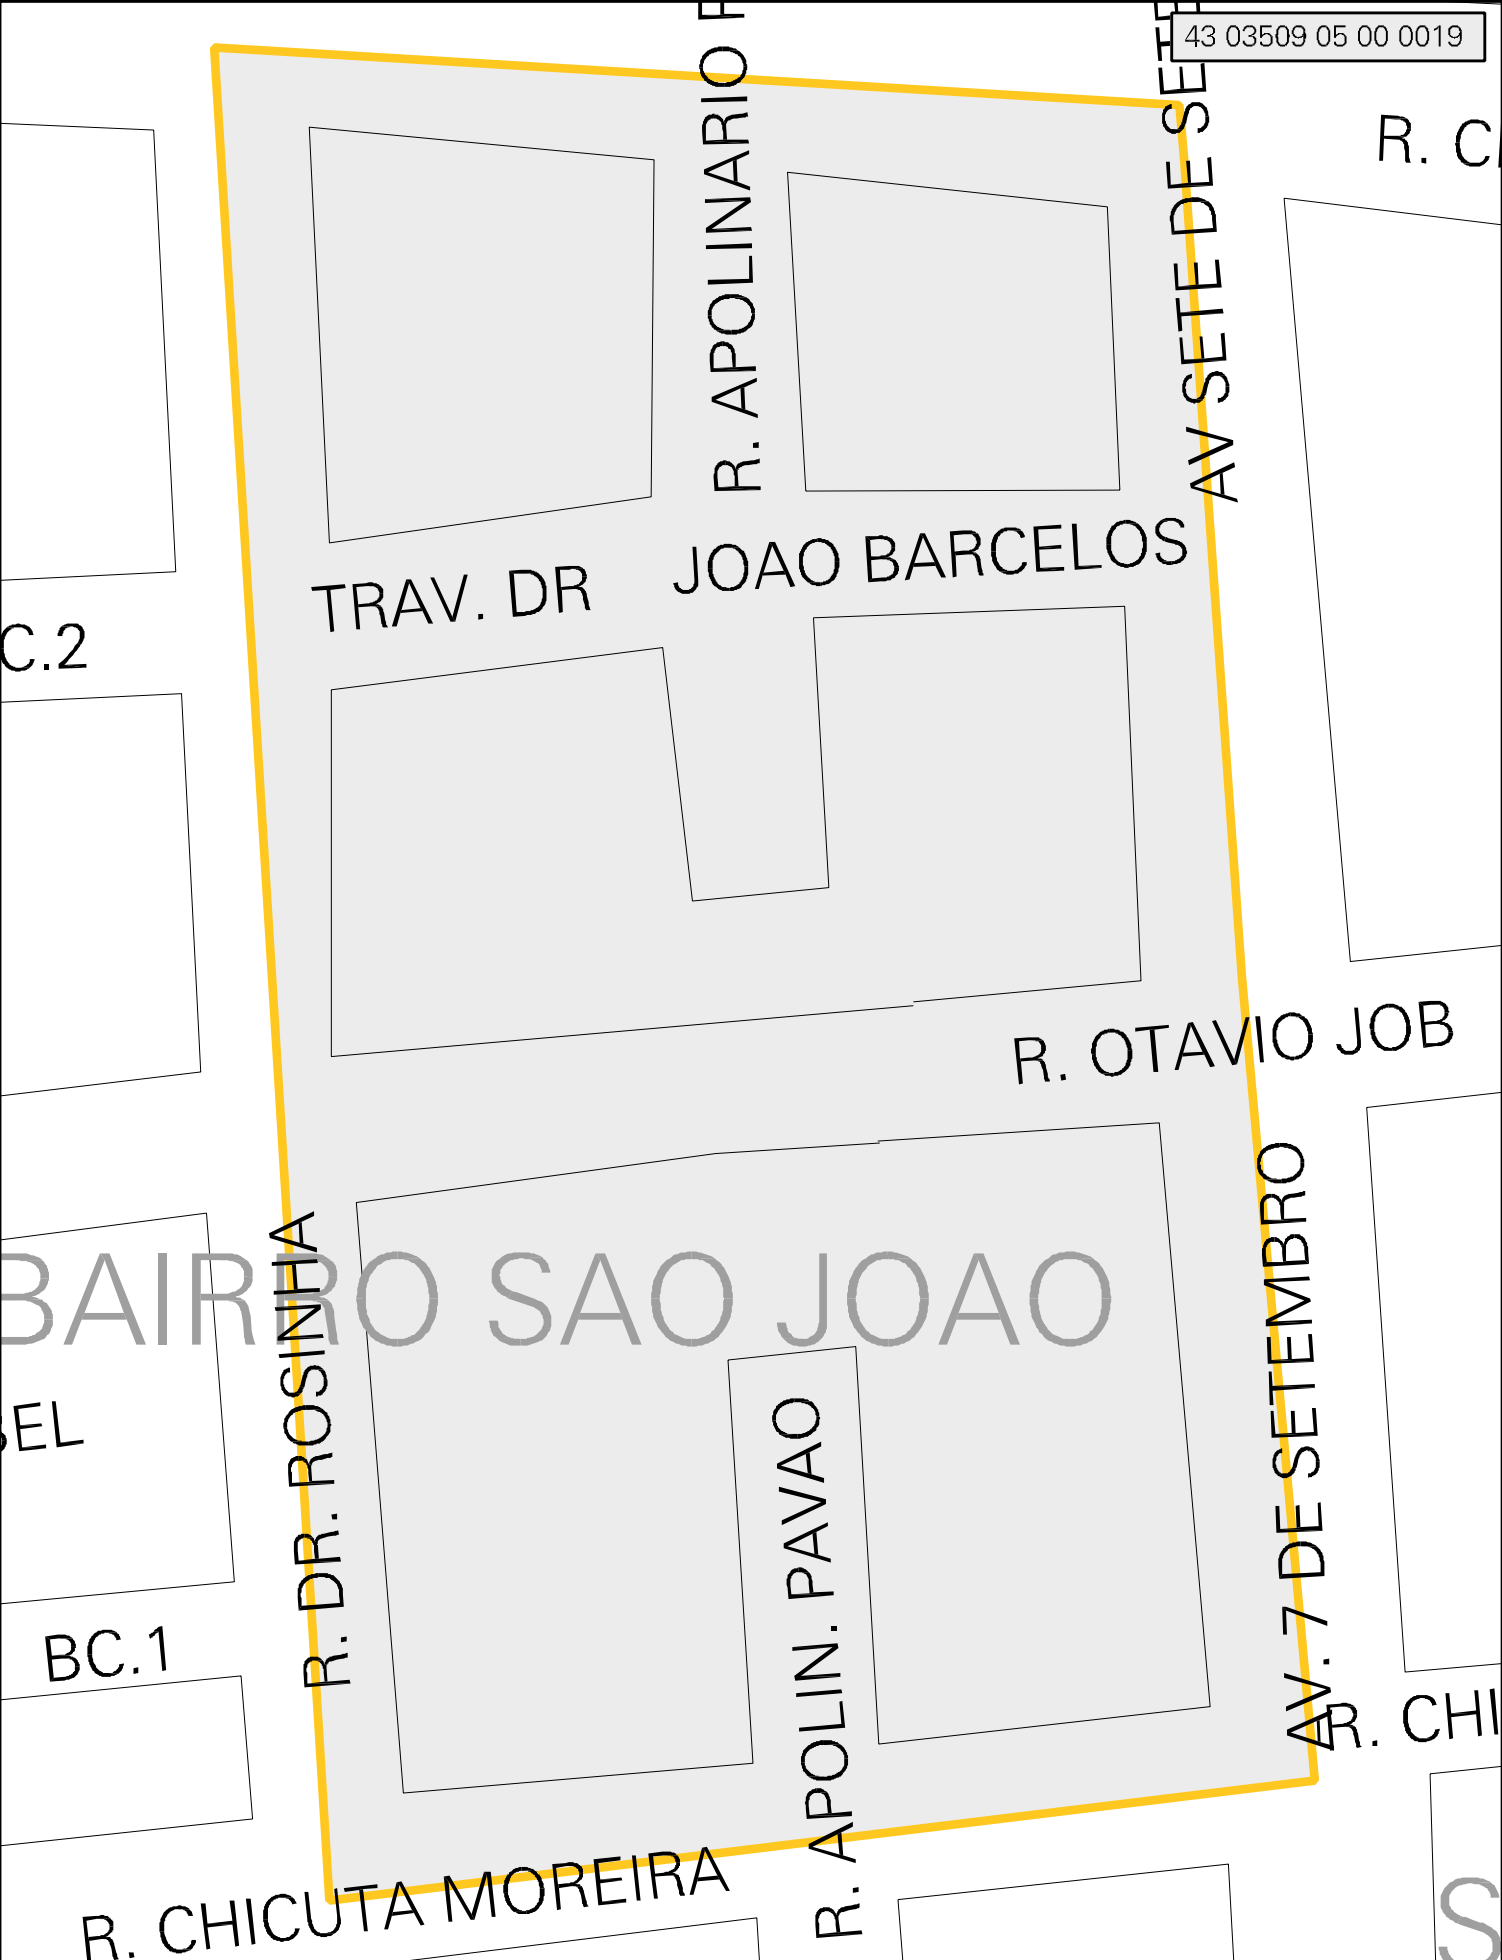 43 03509 05 00 0019
R. APOLINARIO
AV SETE DE
R.
TRAV. DR JOAO BARCELOS
C.2
R. OTAVIO JOB
BAIRRO SAO JOAO
R. DR. ROSINHA
AV. 7 DE SETEMBRO
R. APOLIN. PAVAO
BC.1
R. CHI
R. CHICUTA MOREIRA